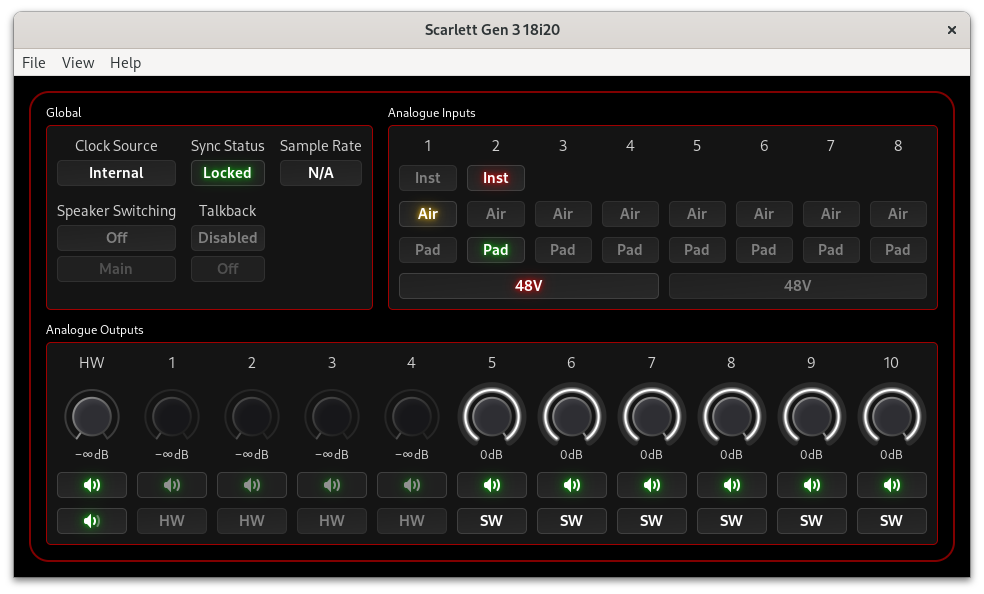 Scarlett Gen 3 18i20
File View Help
Global
Clock Source Sync Status Sample Rate
Internal Locked N/A
Speaker Switching Talkback
Off Disabled
Main Off
Analogue Inputs
1 2 3 4 5 6 7 8
Inst Inst
Air Air Air Air Air Air Air Air
Pad Pad Pad Pad Pad Pad Pad Pad
48V 48V
Analogue Outputs
HW 1 2 3 4 5 6 7 8 9 10
−∞dB −∞dB −∞dB −∞dB −∞dB 0dB 0dB 0dB 0dB 0dB 0dB
HW HW HW HW SW SW SW SW SW SW